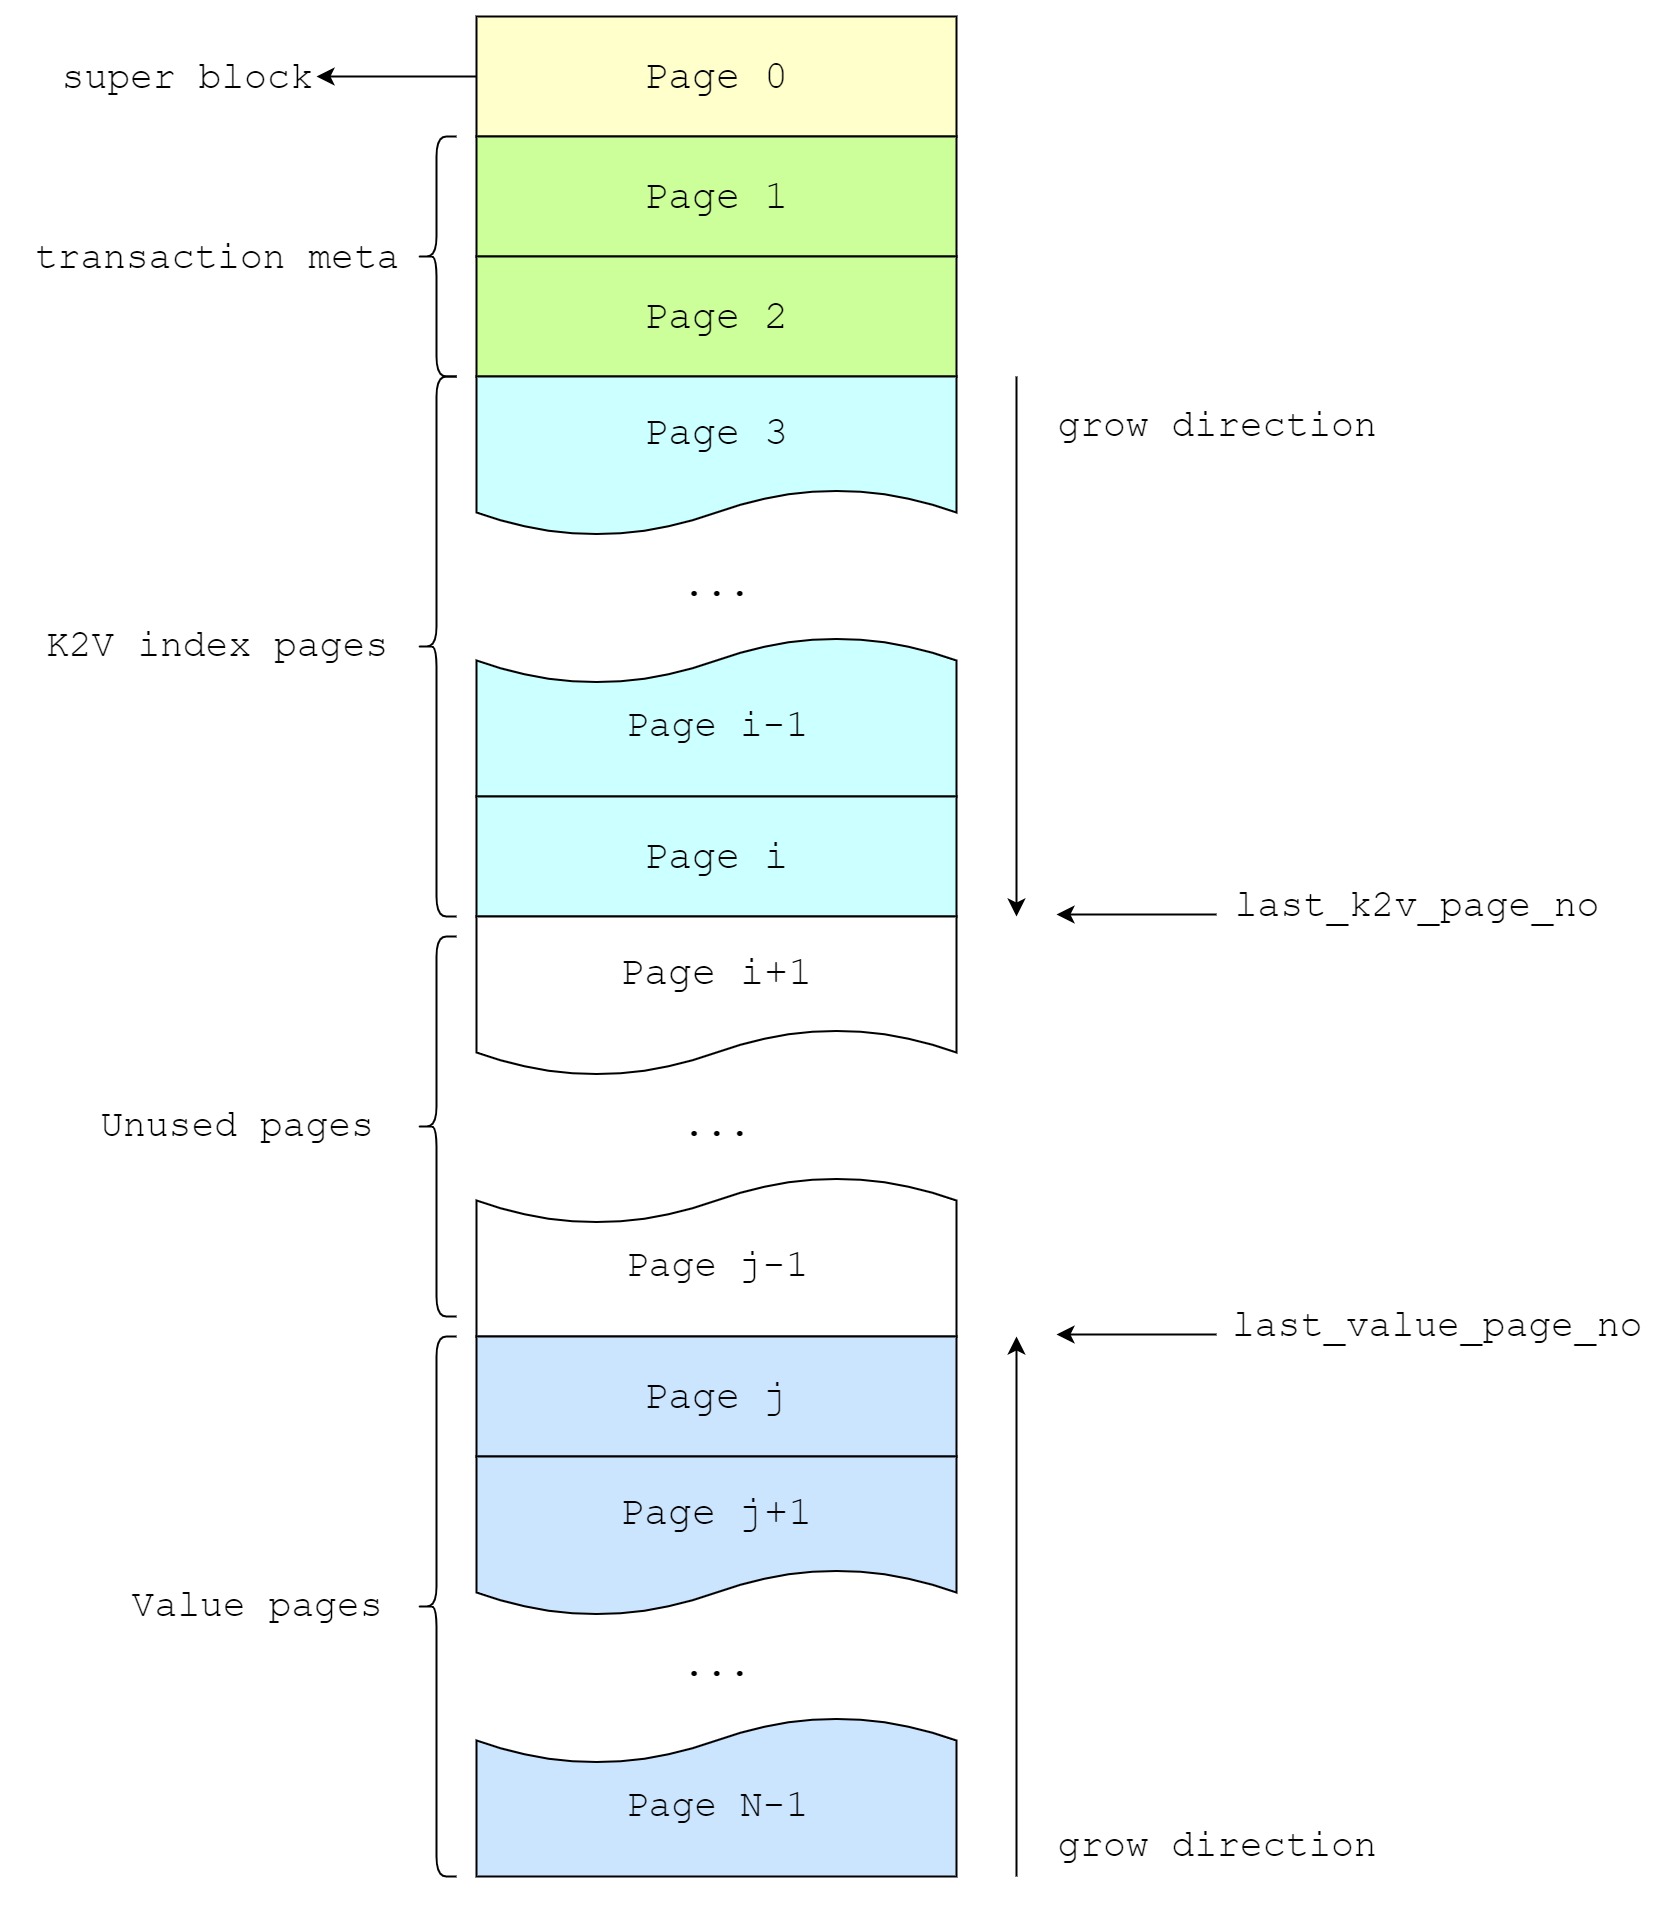 super block
Page 0
Page 1
transaction meta
Page 2
Page 3
grow direction
...
K2V index pages
Page i-1
Page i
last_k2v_page_no
Page i+1
Unused pages
...
Page j-1
last_value_page_no
Page j
Page j+1
Value pages
...
Page N-1
grow direction